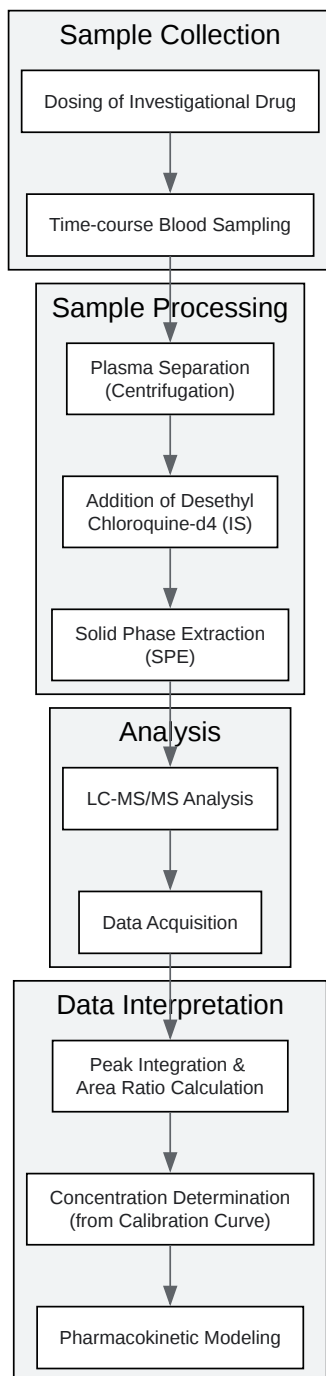 Sample Collection
Dosing of Investigational Drug
Time-course Blood Sampling
Sample Processing
Plasma Separation
(Centrifugation)
Addition of Desethyl
Chloroquine-d4 (IS)
Solid Phase Extraction
(SPE)
Analysis
LC-MS/MS Analysis
Data Acquisition
Data Interpretation
Peak Integration &
Area Ratio Calculation
Concentration Determination
(from Calibration Curve)
Pharmacokinetic Modeling